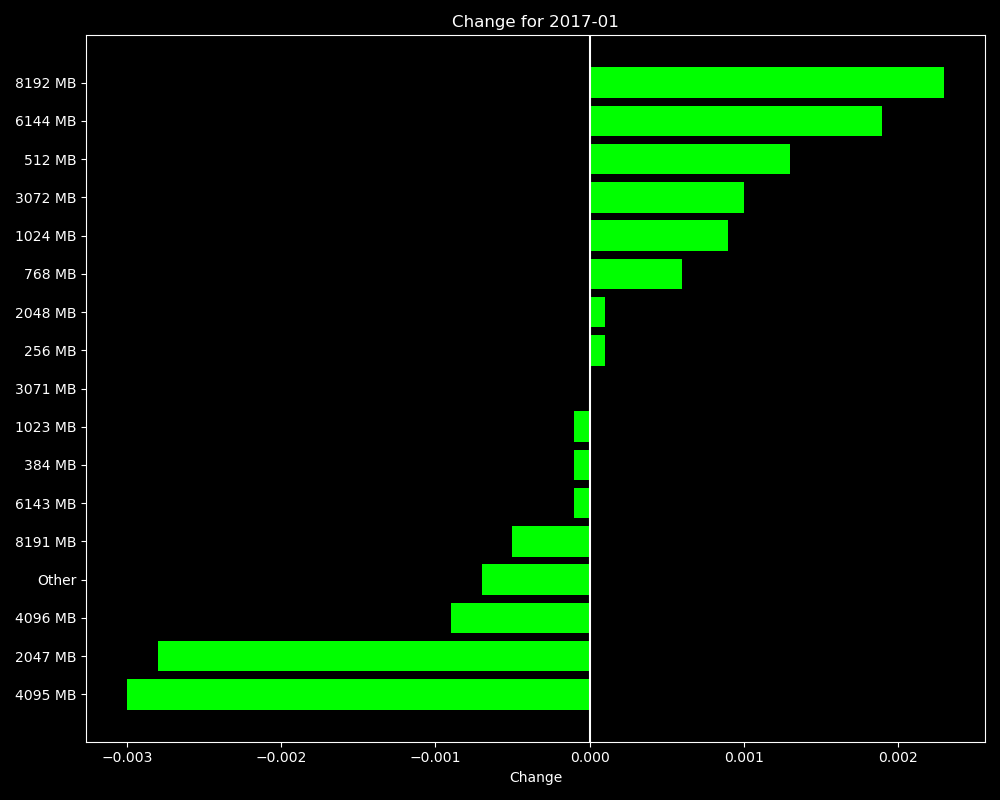 Change for 2017-01
8192 MB
6144 MB
512 MB
3072 MB
1024 MB
768 MB
2048 MB
256 MB
3071 MB
1023 MB
384 MB
6143 MB
8191 MB
Other
4096 MB
2047 MB
4095 MB
−0.003 −0.002 −0.001 0.000 0.001 0.002
Change